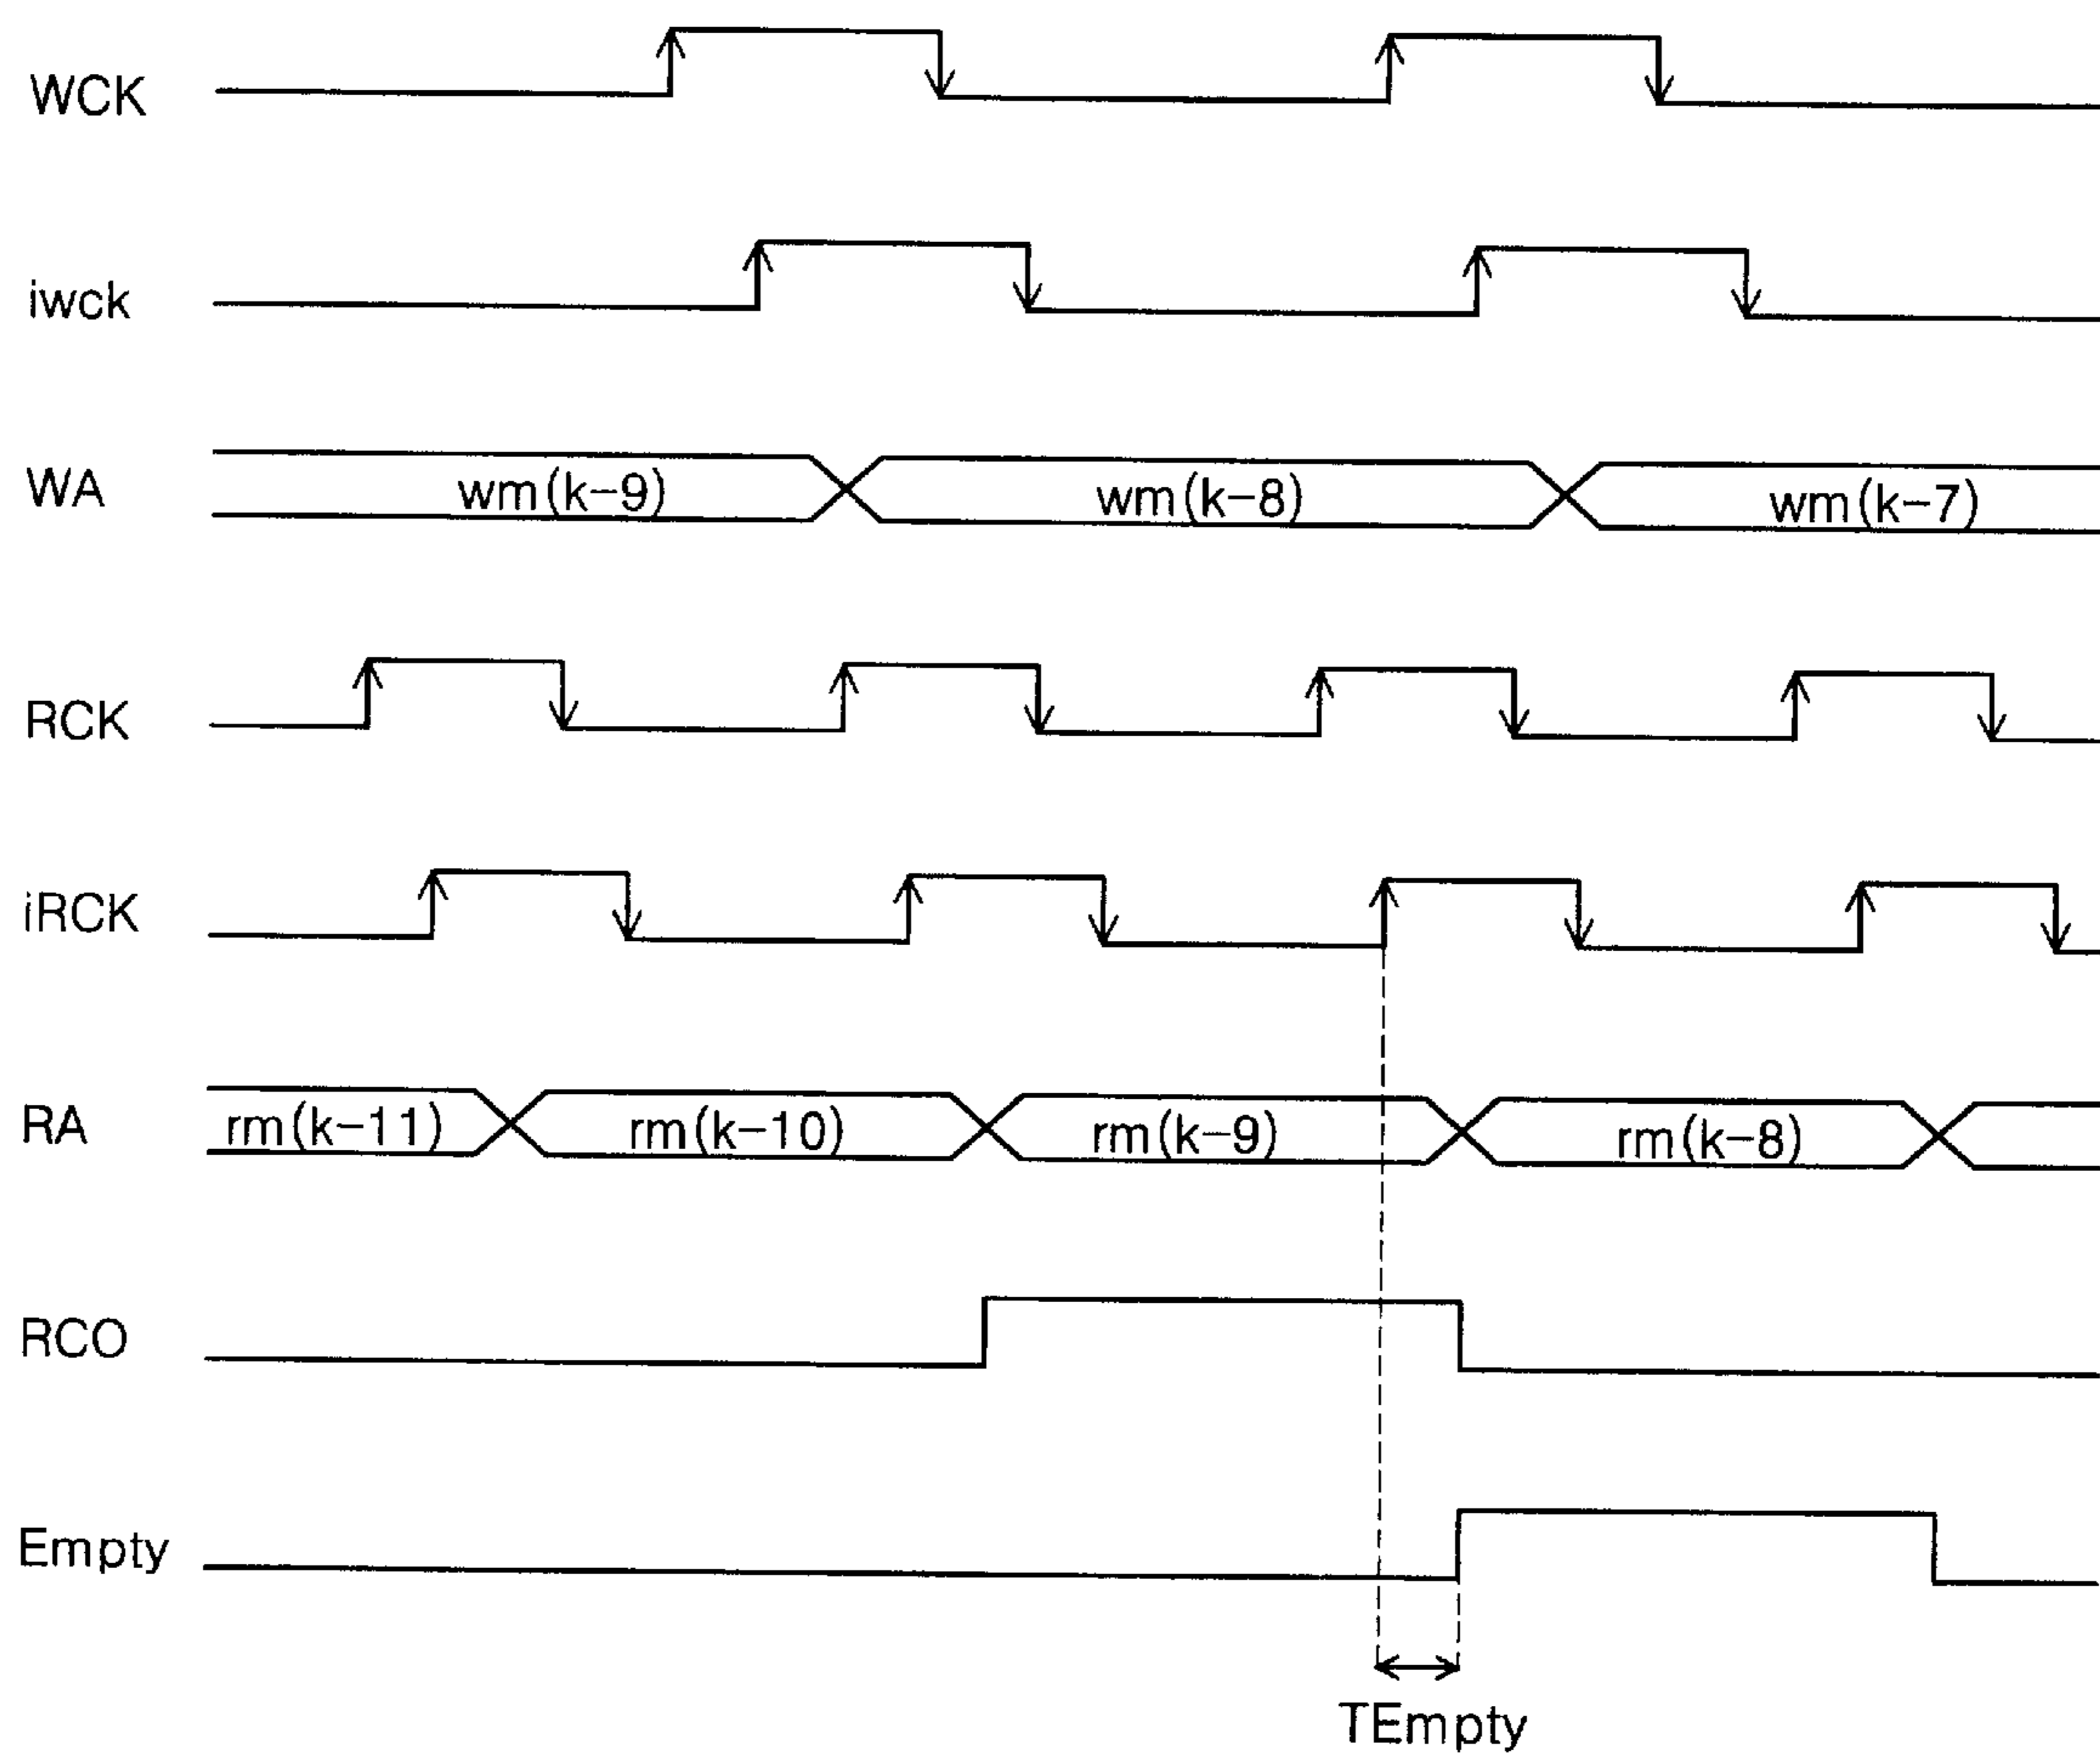 WCK
iwck
WA wm(k-9) wm(k-8) wm(k-7)
RCK
iRCK
RA rm(k-11) rm(k-10) rm(k-9) rm(k-8)
RCO
Empty
TEmpty